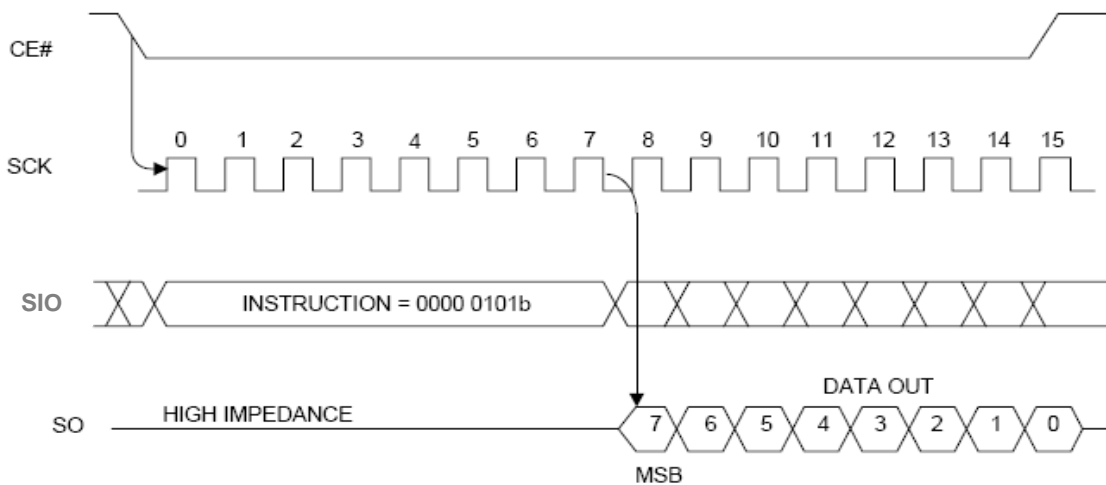 CE#
0 1 2 3 4 5 6 7 8 9 10 11 12 13 14 15
SCK
SIO INSTRUCTION = 0000 0101b
DATA OUT
HIGH IMPEDANCE
SO 7 6 5 4 3 2 1 0
MSB